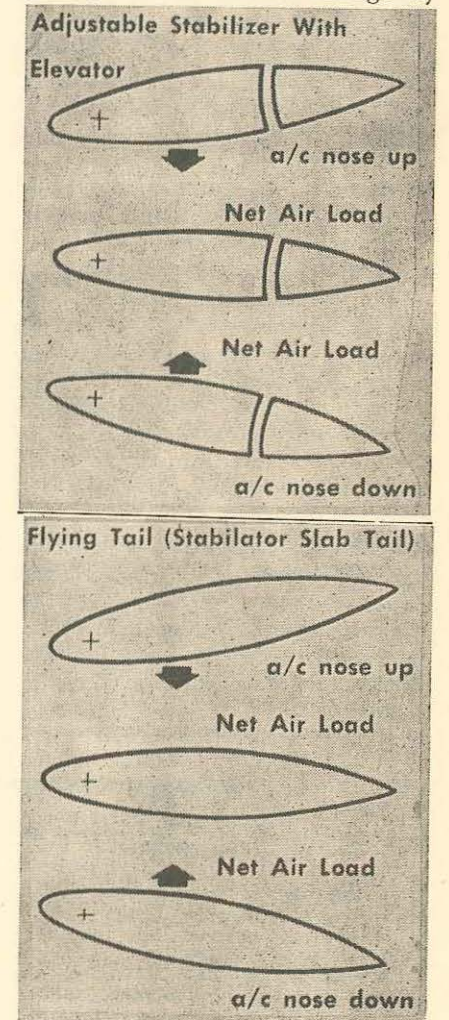 Adjustable Stabilizer With
Elevator
a/c nose up
Net Air Load
Net Air Load
a/c nose down
Flying Tail (Stabilator Slab Tail)
a/c nose up
Net Air Load
Net Air Load
a/c nose down